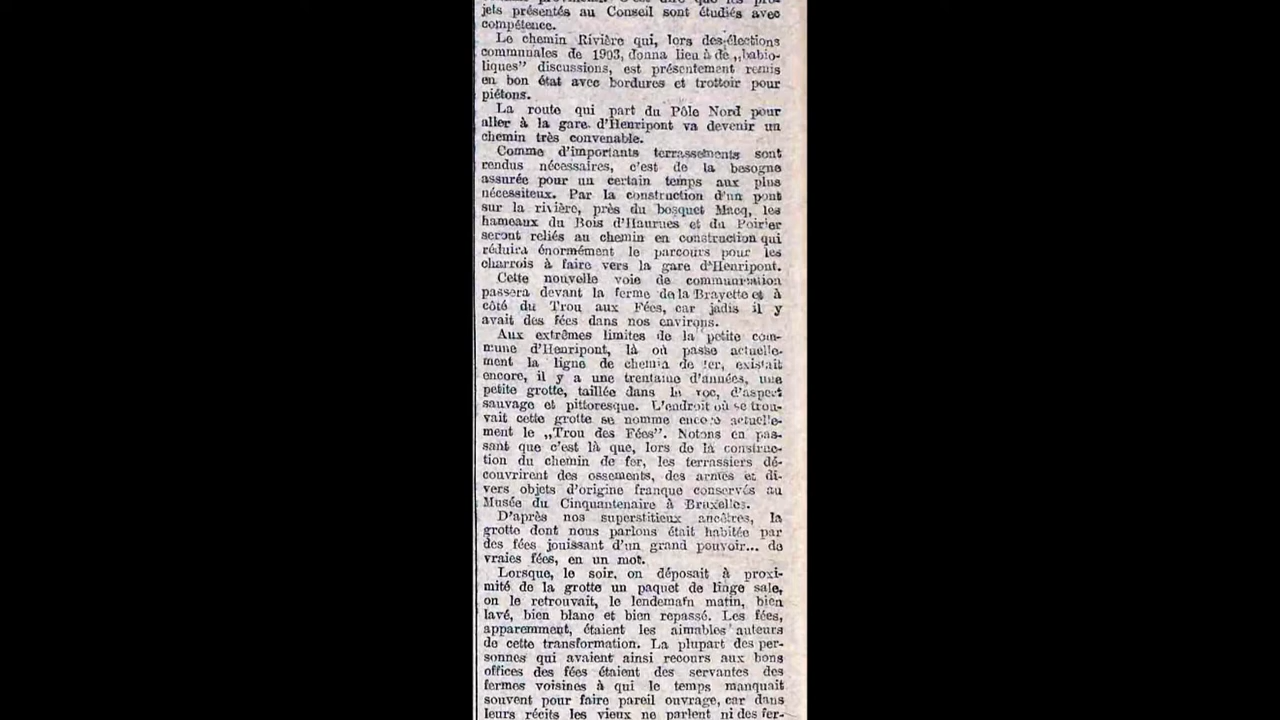 jets présentés au Conseil sont étudiés avec
compétence.
Le chemin Rivière qui, lors des élections
communales de 1903, donna lieu à de „babio-
liques” discussions, est présentement remis
en bon état avec bordures et trottoir pour
piétons.
La route qui part du Pôle Nord pour
aller à la gare d'Henripont va devenir un
chemin très convenable.
Comme d'importants terrassements sont
rendus nécessaires, c'est de la besogne
assurée pour un certain temps aux plus
nécessiteux. Par la construction d'un pont
sur la rivière, près du bosquet Macq, les
hameaux du Bois d'Haurues et du Poirier
seront reliés au chemin en construction qui
réduira énormément le parcours pour les
charrois à faire vers la gare d'Henripont.
Cette nouvelle voie de
passera devant la ferme de la Brayette et à
côté du Trou aux Fées, car jadis il y
avait des fées dans nos environs.
Aux extrêmes limites de la petite com-
mune d'Henripont, là où passe actuelle-
ment la ligne de chemin de fer, existait
encore, il y a une trentaine d'années, une
petite grotte, taillée dans le roc, d'aspect
sauvage et pittoresque. L'endroit où se trou-
vait cette grotte se nomme encore actuelle-
ment le „Trou des Fées”. Notons en pas-
sant que c'est là que, lors de la construc-
tion du chemin de fer, les terrassiers dé-
couvrirent des ossements, des armes et di-
vers objets d'origine franque conservés au
Musée du Cinquantenaire à Bruxelles.
D'après nos superstitieux ancêtres, la
grotte dont nous parlons était habitée par
des fées jouissant d'un grand pouvoir... de
vraies fées, en un mot.
Lorsque, le soir, on déposait à proxi-
mité de la grotte un paquet de linge sale,
on le retrouvait, le lendemain matin, bien
lavé, bien blanc et bien repassé. Les fées,
apparemment, étaient les aimables auteurs
de cette transformation. La plupart des per-
sonnes qui avaient ainsi recours aux bons
offices des fées étaient des servantes des
fermes voisines à qui le temps manquait
souvent pour faire pareil ouvrage, car dans
leurs récits les vieux ne parlent ni des fer-